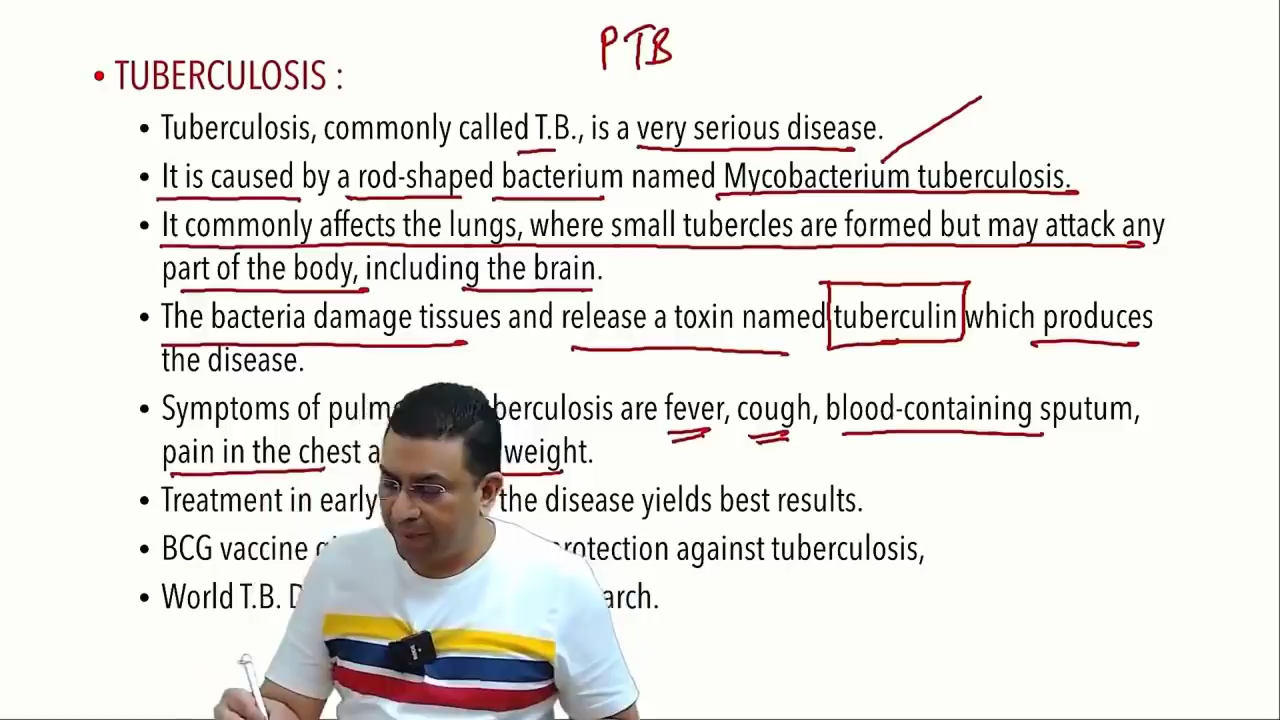 PTB
• TUBERCULOSIS :
• Tuberculosis, commonly called T.B., is a very serious disease.
• It is caused by a rod-shaped bacterium named Mycobacterium tuberculosis.
• It commonly affects the lungs, where small tubercles are formed but may attack any
part of the body, including the brain.
• The bacteria damage tissues and release a toxin named tuberculin which produces
the disease.
• Symptoms of berculosis are fever, cough, blood-containing sputum,
pain in the chest weight.
• Treatment in early the disease yields best results.
• BCG vaccine protection against tuberculosis,
• World T.B. arch.